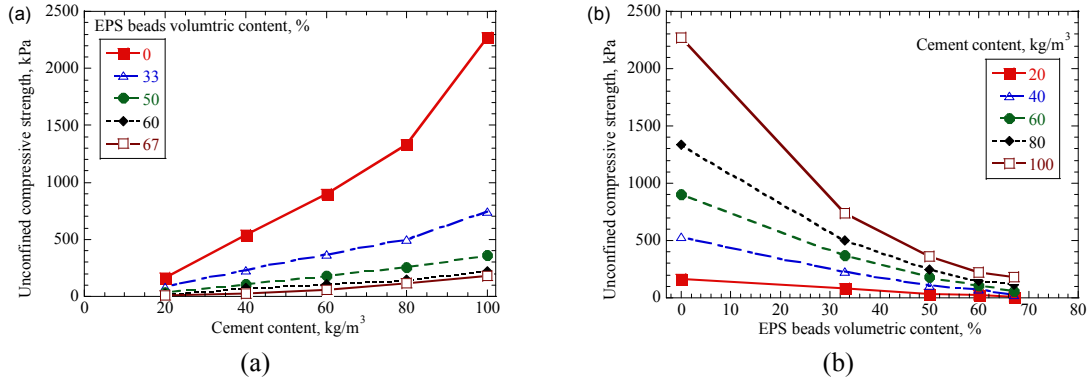 (a)
EPS beads volumtric content, %
0
33
50
60
67
Unconfined compressive strength, kPa
2500
2000
1500
1000
500
0
0 20 40 60 80 100
Cement content, kg/m³
(a)
(b)
Cement content, kg/m³
20
40
60
80
100
Unconfined compressive strength, kPa
2500
2000
1500
1000
500
0
0 10 20 30 40 50 60 70 80
EPS beads volumetric content, %
(b)